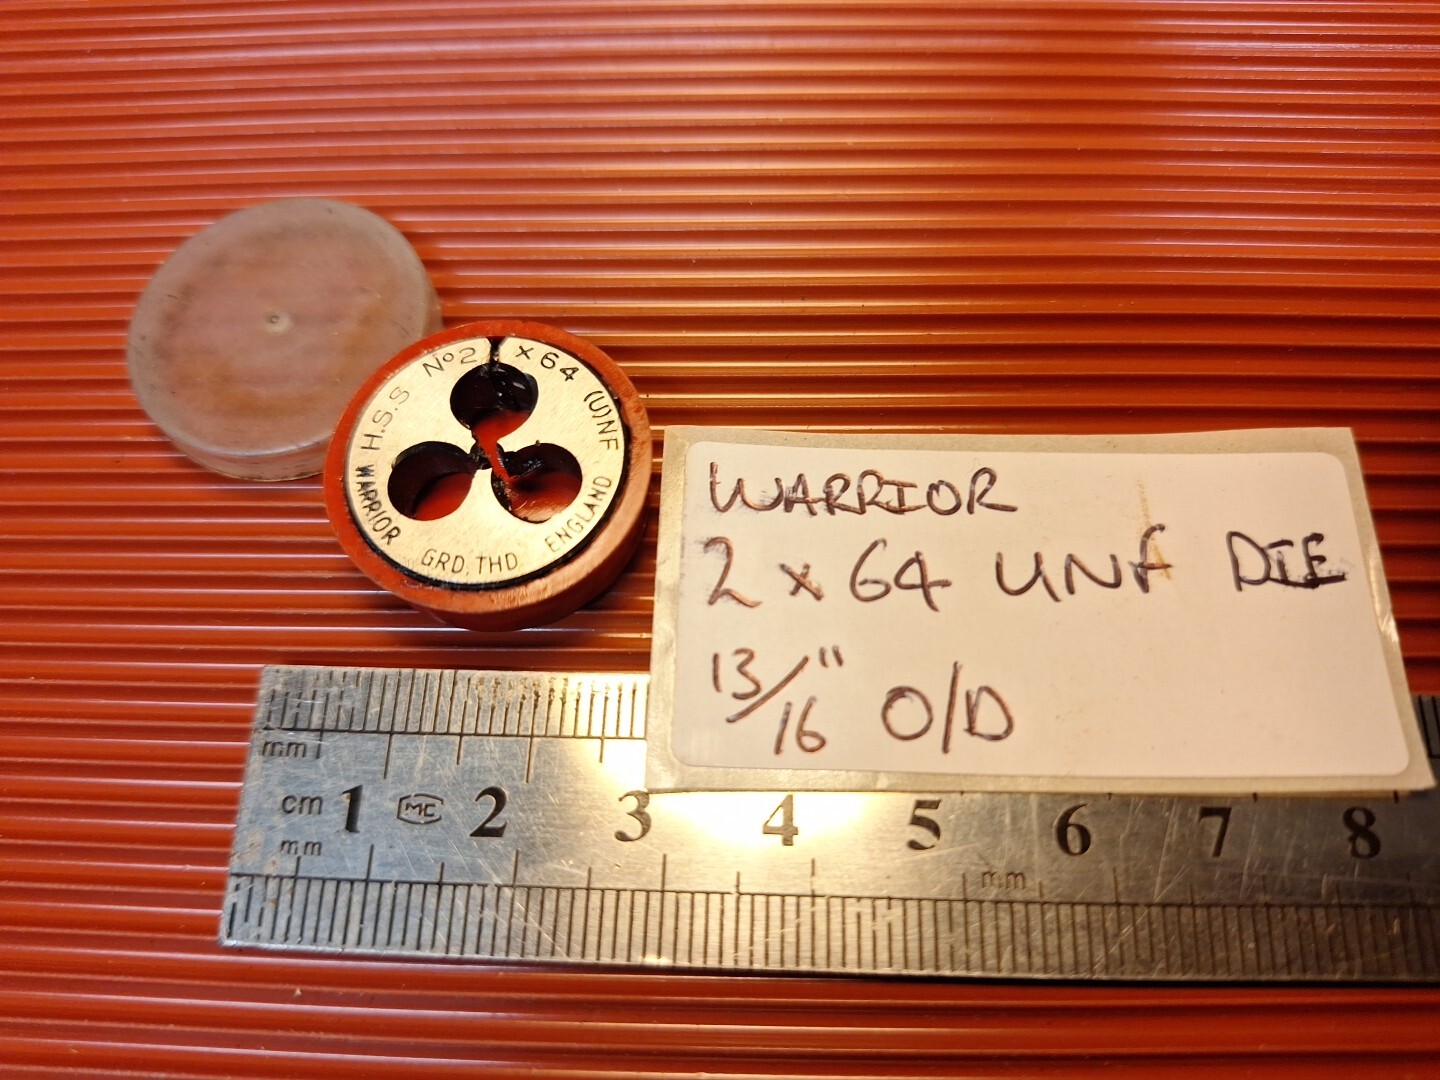 H.S.S No2 x 64 (U)NF
WARRIOR GRD. THD ENGLAND
WARRIOR
2 x 64 UNF DIE
13/16" O/D
mm
cm 1 MC 2 3 4 5 6 7 8
mm mm